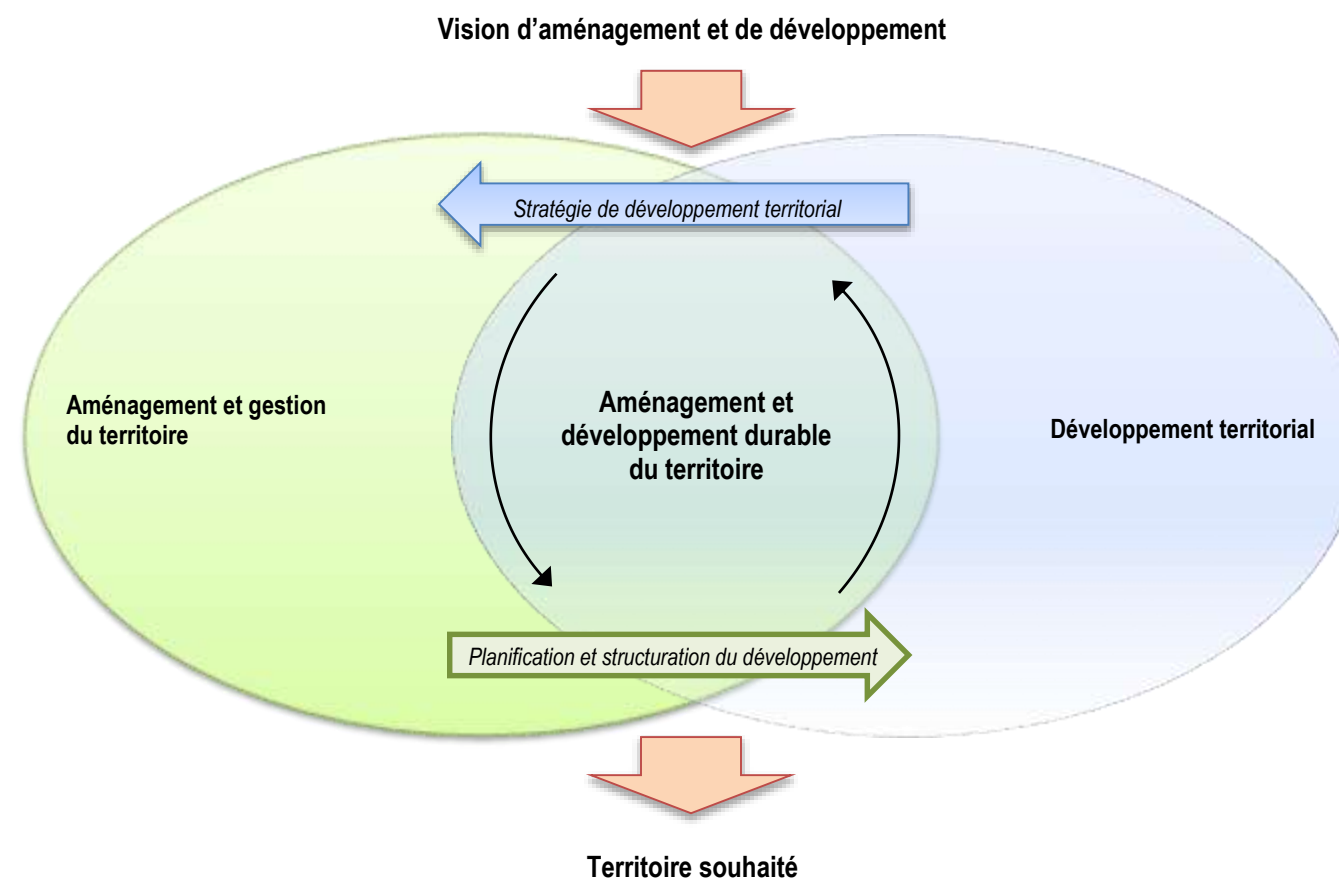 Vision d’aménagement et de développement
Stratégie de développement territorial
Aménagement et gestion
du territoire
Aménagement et
développement durable
du territoire
Développement territorial
Planification et structuration du développement
Territoire souhaité